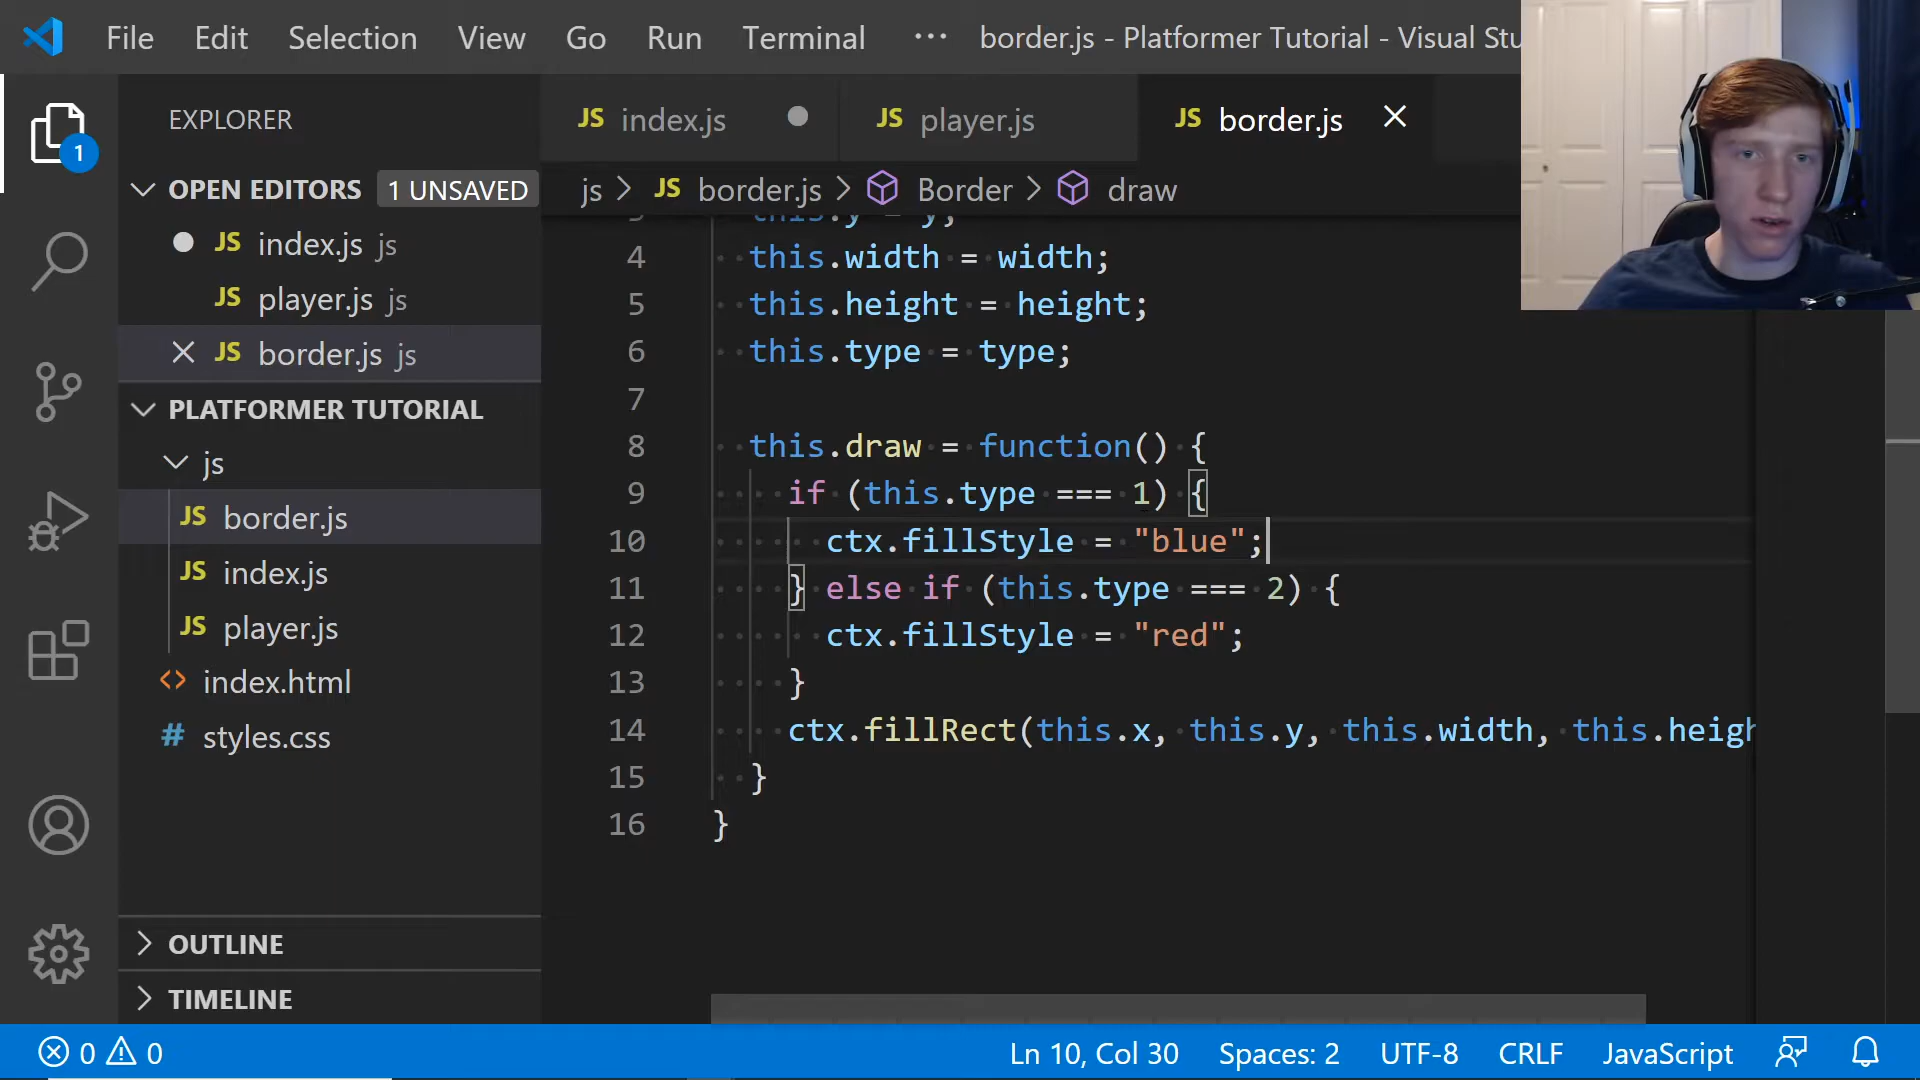 File Edit Selection View Go Run Terminal ··· border.js - Platformer Tutorial - Visual Stu
EXPLORER
OPEN EDITORS 1 UNSAVED
JS index.js js
JS player.js js
JS border.js js
PLATFORMER TUTORIAL
js
JS border.js
JS index.js
JS player.js
<> index.html
# styles.css
OUTLINE
TIMELINE
JS index.js JS player.js JS border.js
js > JS border.js > Border > draw
this.y = y;
4 this.width = width;
5 this.height = height;
6 this.type = type;
7
8 this.draw = function() {
9 if (this.type === 1) {
10 ctx.fillStyle = "blue";
11 } else if (this.type === 2) {
12 ctx.fillStyle = "red";
13 }
14 ctx.fillRect(this.x, this.y, this.width, this.heigh
15 }
16 }
1
0 0 Ln 10, Col 30 Spaces: 2 UTF-8 CRLF JavaScript